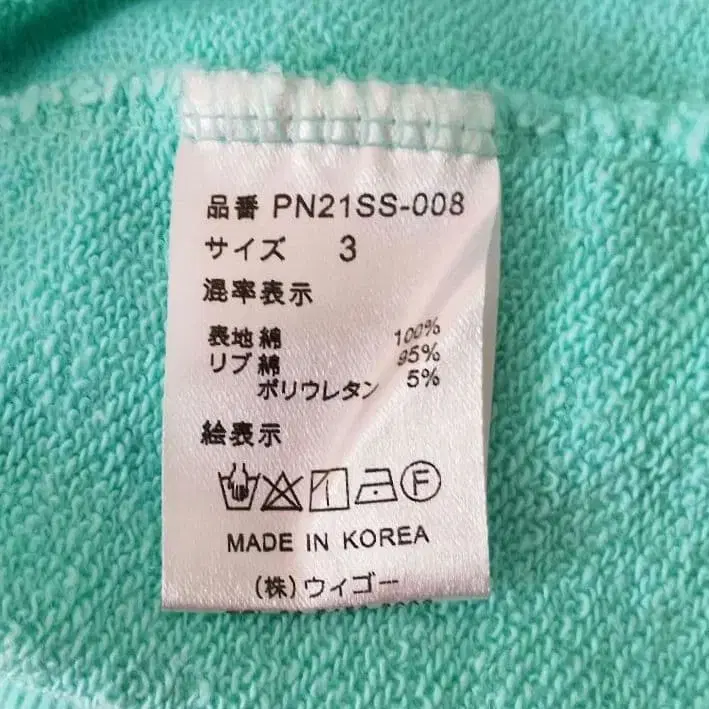 品番 PN21SS-008
サイズ 3
混率表示
表地 綿 100%
リブ 綿 95%
ポリウレタン 5%
絵表示
F
MADE IN KOREA
(株)ウィゴー